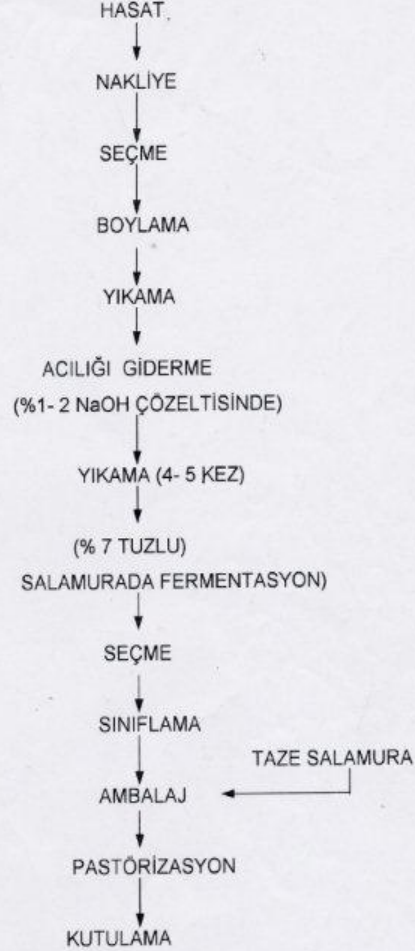 HASAT
NAKLİYE
SEÇME
BOYLAMA
YIKAMA
ACILIĞI GİDERME
(%1- 2 NaOH ÇÖZELTİSİNDE)
YIKAMA (4- 5 KEZ)
(% 7 TUZLU)
SALAMURADA FERMENTASYON)
SEÇME
SINIFLAMA
TAZE SALAMURA
AMBALAJ
PASTÖRİZASYON
KUTULAMA